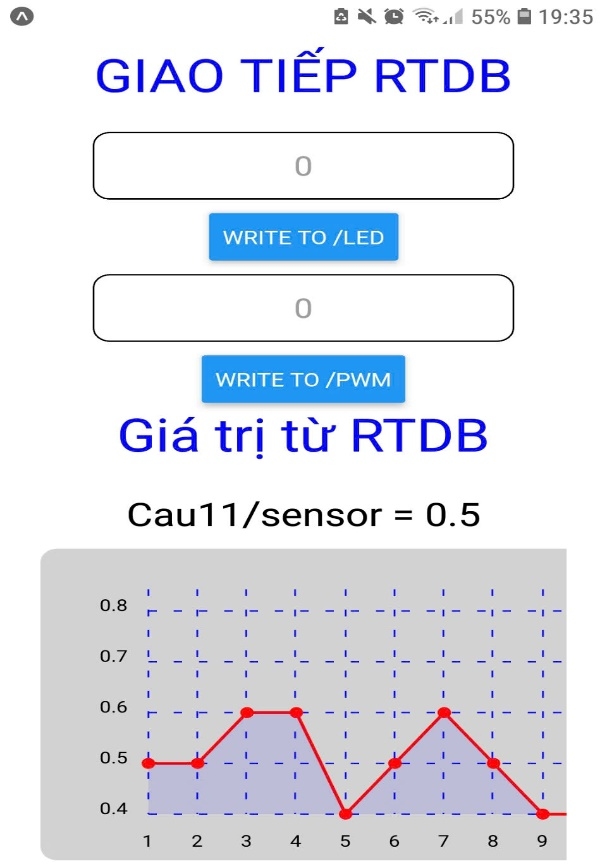 55% 19:35
GIAO TIẾP RTDB
0
WRITE TO /LED
0
WRITE TO /PWM
Giá trị từ RTDB
Cau11/sensor = 0.5
0.8
0.7
0.6
0.5
0.4
1 2 3 4 5 6 7 8 9